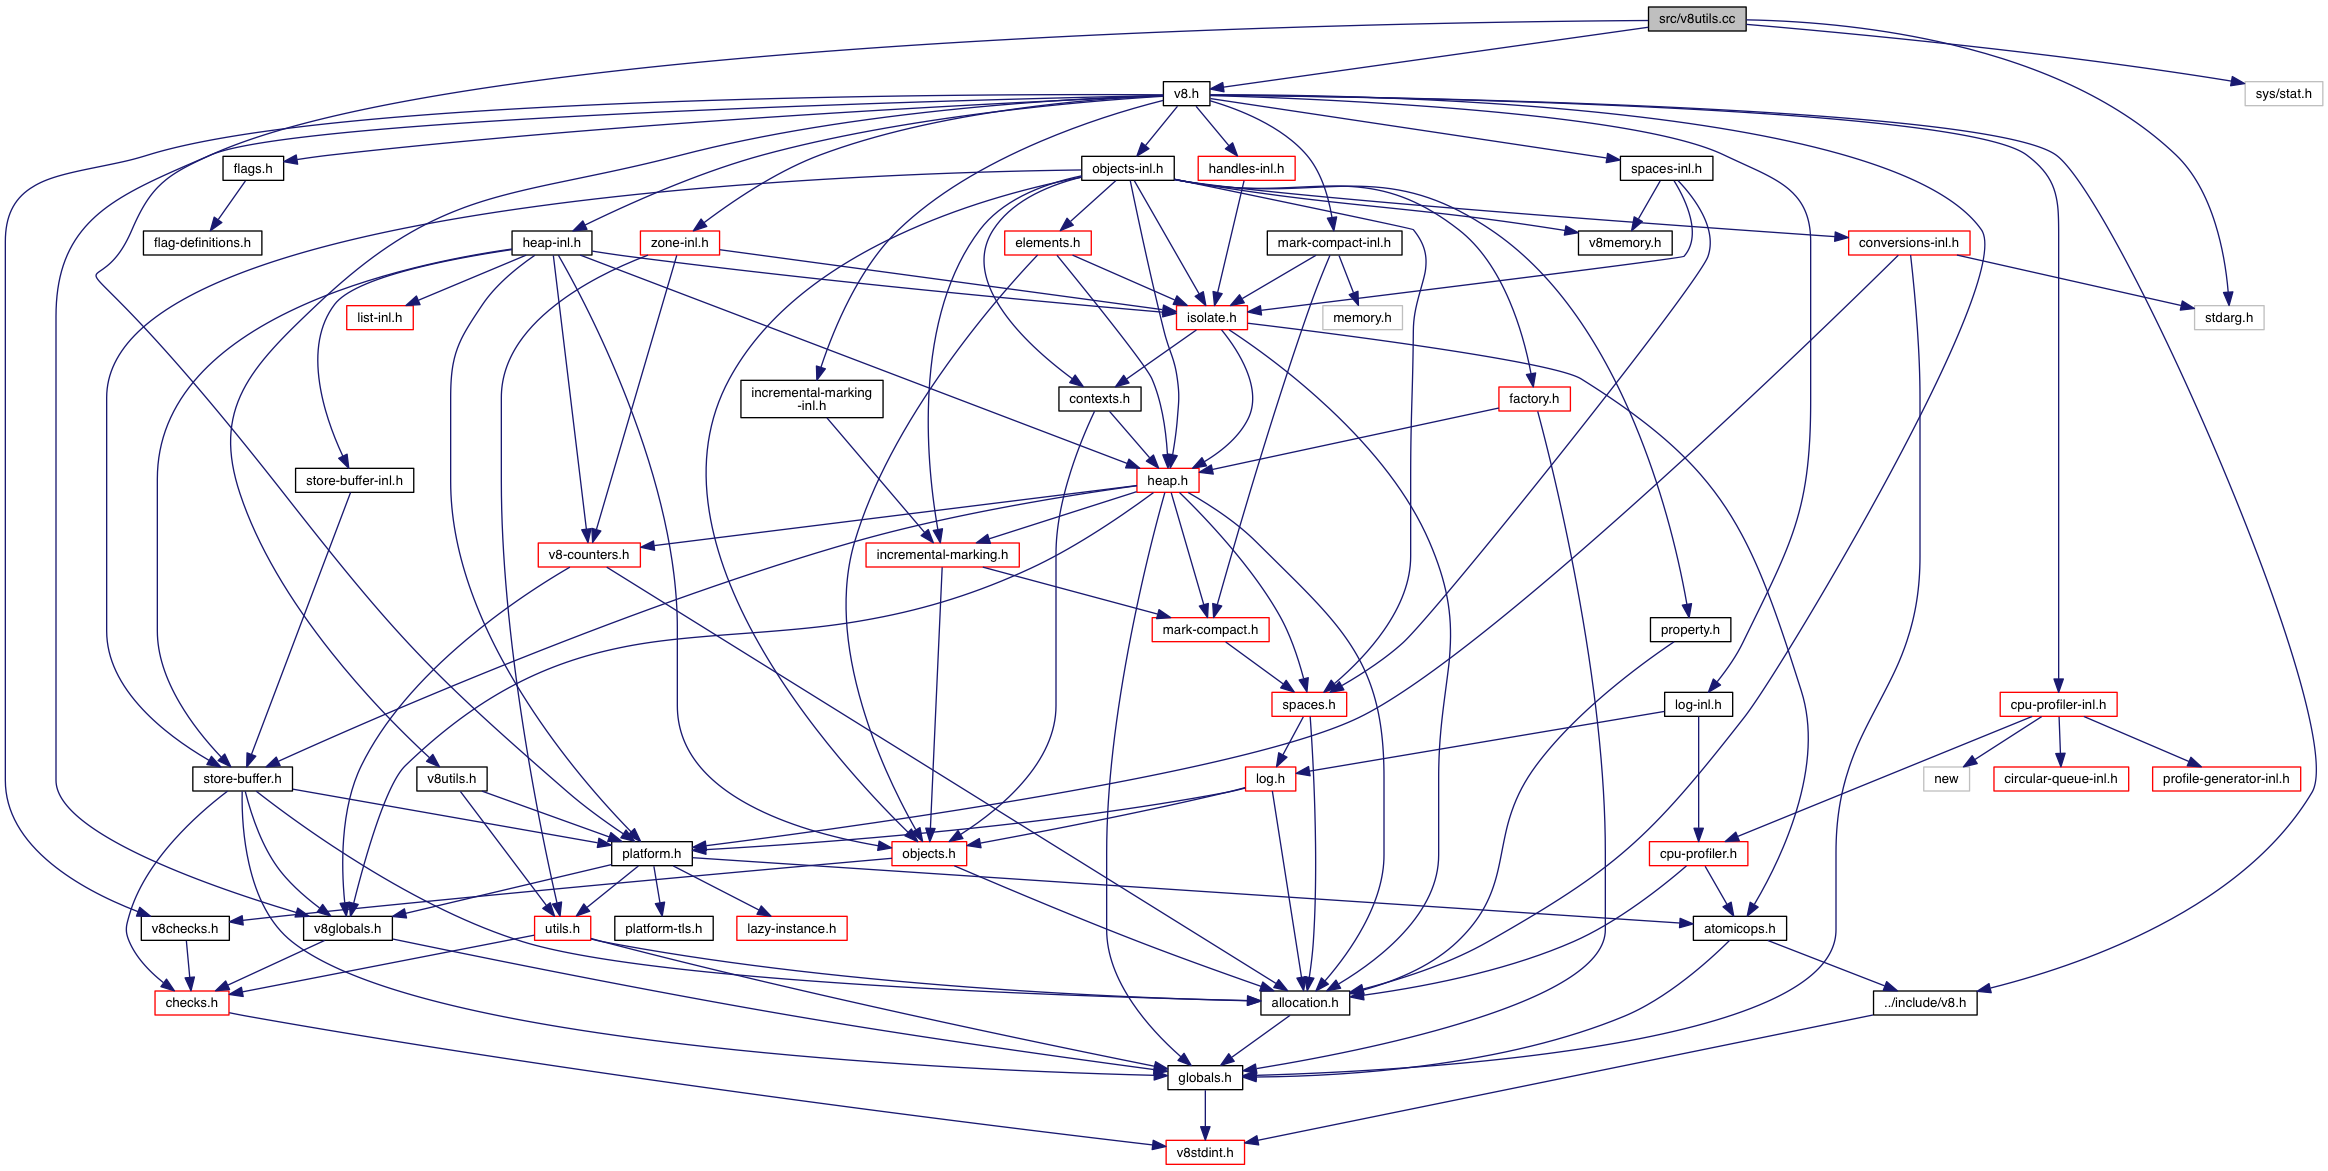 src/v8utils.cc
v8.h
sys/stat.h
flags.h
objects-inl.h
handles-inl.h
spaces-inl.h
flag-definitions.h
heap-inl.h
zone-inl.h
elements.h
mark-compact-inl.h
v8memory.h
conversions-inl.h
list-inl.h
isolate.h
memory.h
stdarg.h
incremental-marking
-inl.h
contexts.h
factory.h
store-buffer-inl.h
heap.h
v8-counters.h
incremental-marking.h
mark-compact.h
property.h
spaces.h
log-inl.h
cpu-profiler-inl.h
store-buffer.h
v8utils.h
log.h
new
circular-queue-inl.h
profile-generator-inl.h
platform.h
objects.h
cpu-profiler.h
v8checks.h
v8globals.h
utils.h
platform-tls.h
lazy-instance.h
atomicops.h
checks.h
allocation.h
../include/v8.h
globals.h
v8stdint.h